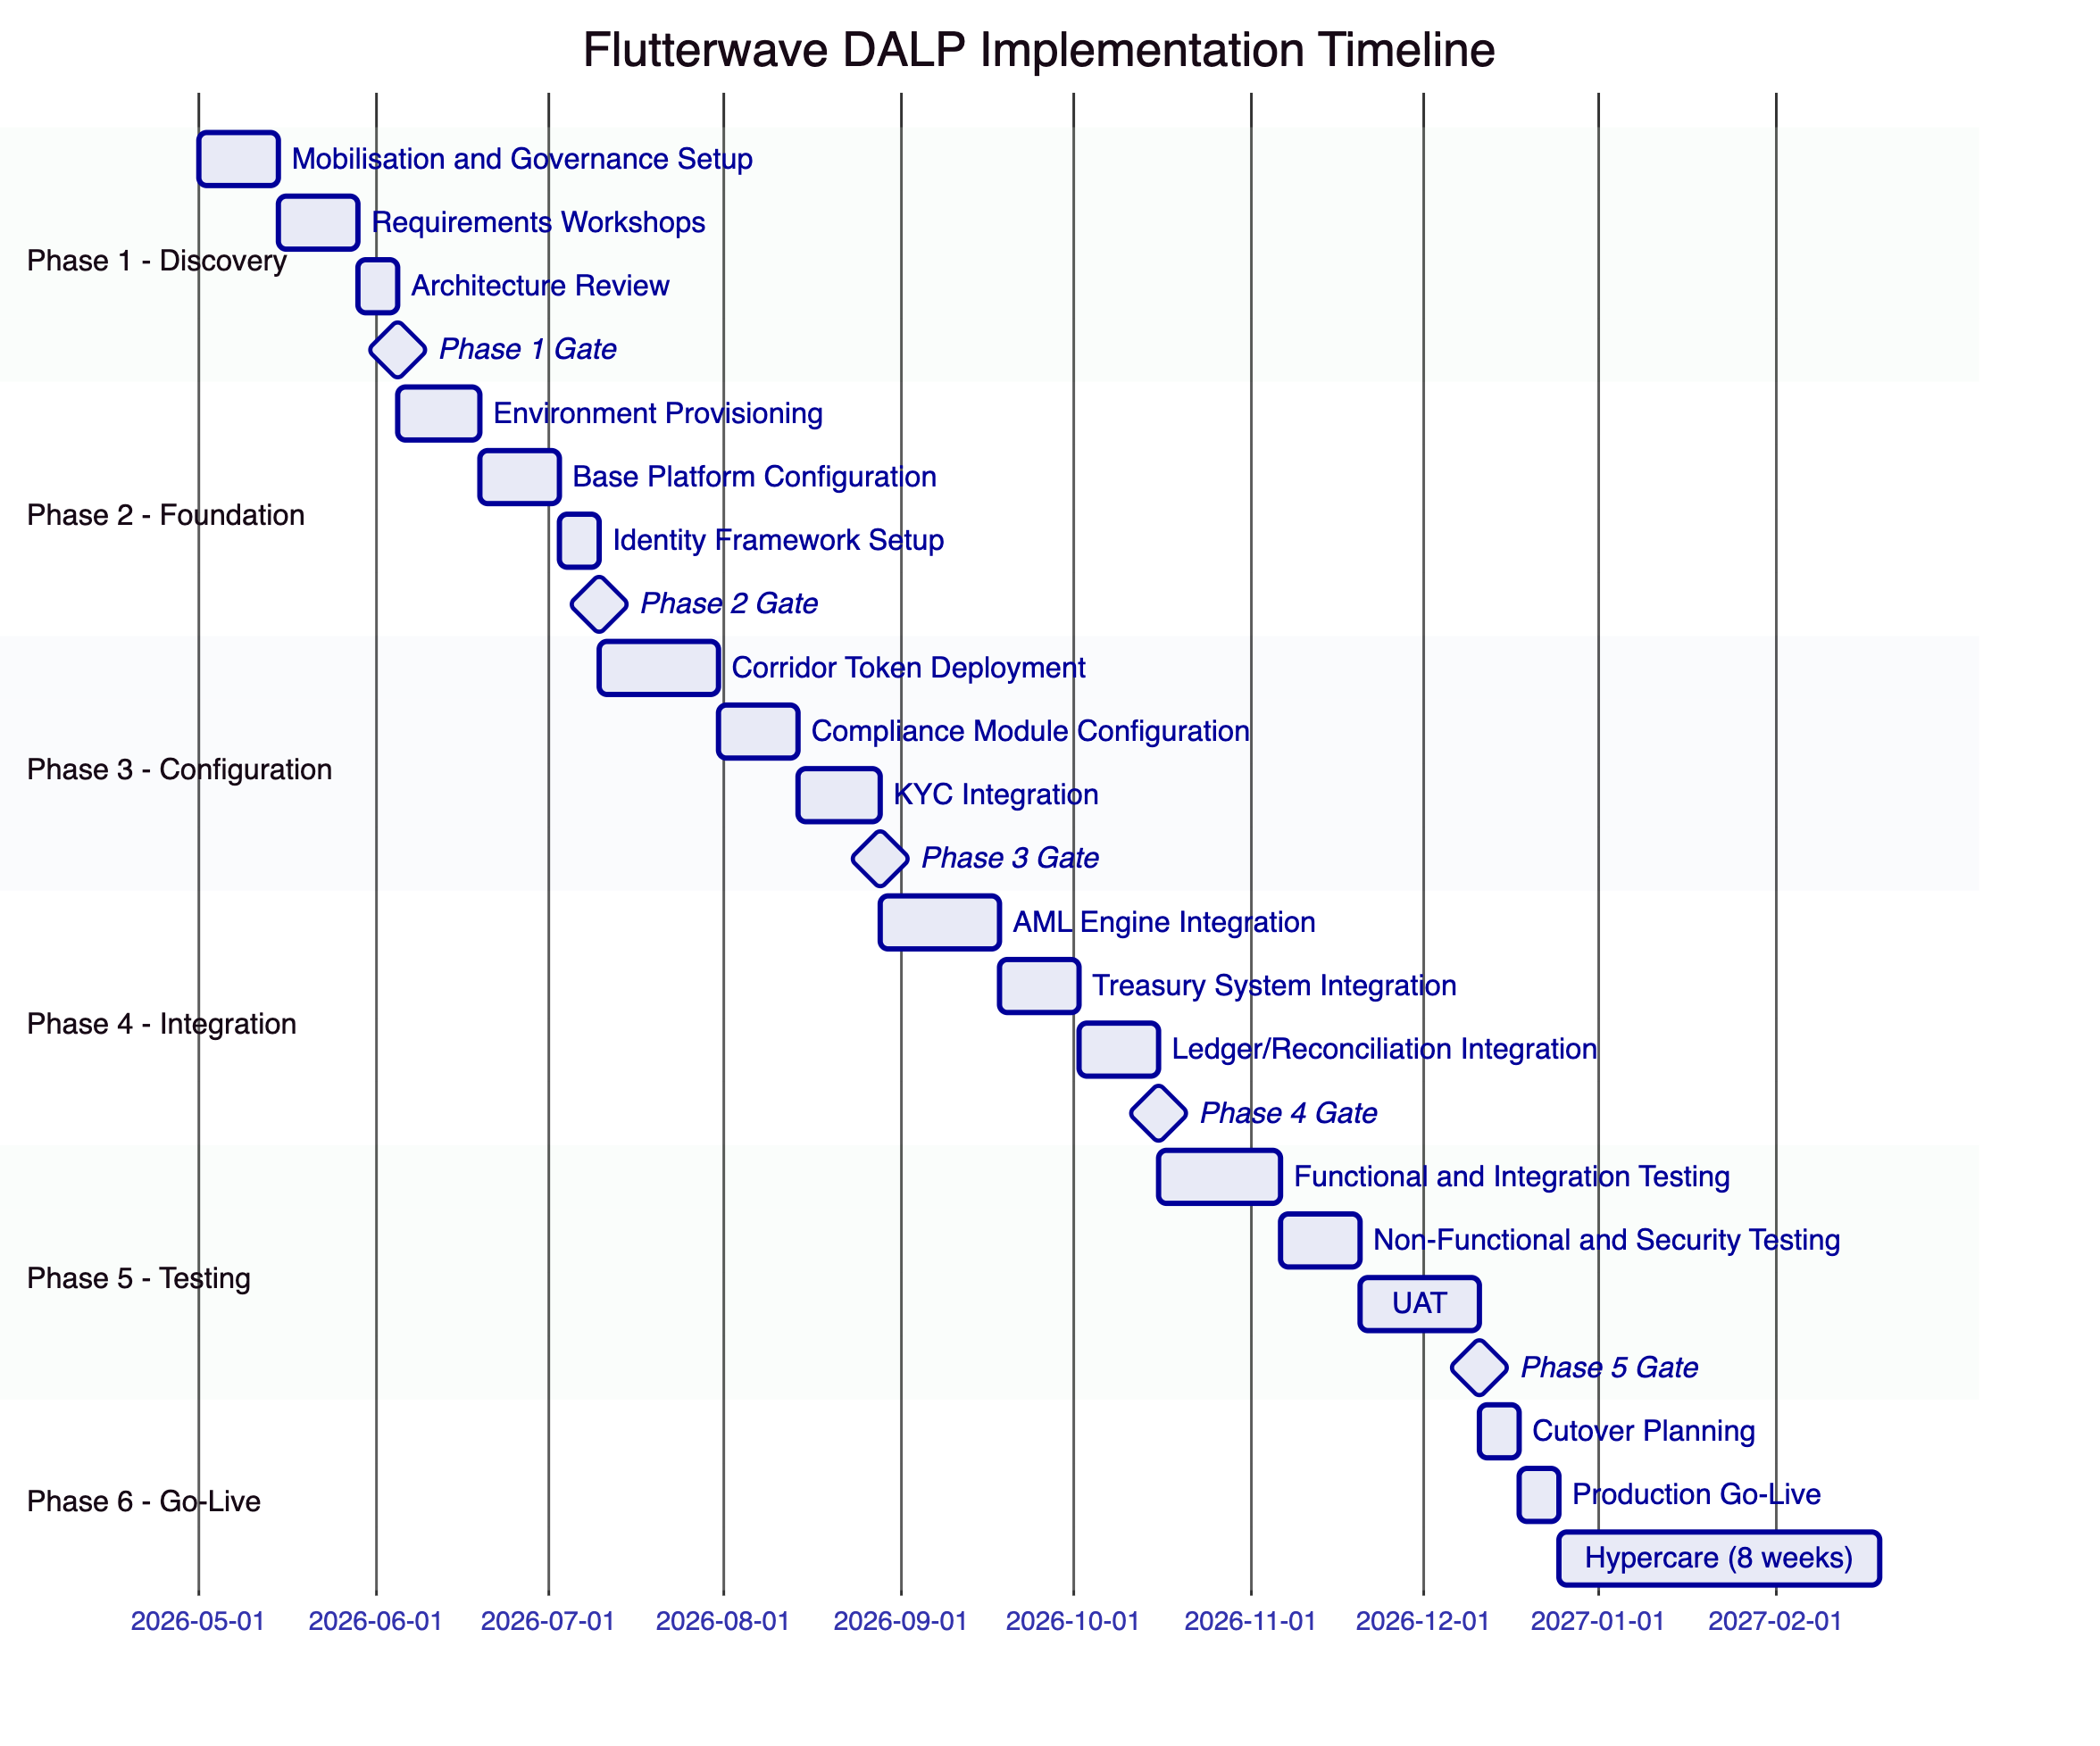 Flutterwave DALP Implementation Timeline
Mobilisation and Governance Setup
Requirements Workshops
Phase 1 - Discovery
Architecture Review
Phase 1 Gate
Environment Provisioning
Base Platform Configuration
Phase 2 - Foundation
Identity Framework Setup
Phase 2 Gate
Corridor Token Deployment
Compliance Module Configuration
Phase 3 - Configuration
KYC Integration
Phase 3 Gate
AML Engine Integration
Treasury System Integration
Phase 4 - Integration
Ledger/Reconciliation Integration
Phase 4 Gate
Functional and Integration Testing
Non-Functional and Security Testing
Phase 5 - Testing
UAT
Phase 5 Gate
Cutover Planning
Production Go-Live
Phase 6 - Go-Live
Hypercare (8 weeks)
2026-05-01 2026-06-01 2026-07-01 2026-08-01 2026-09-01 2026-10-01 2026-11-01 2026-12-01 2027-01-01 2027-02-01